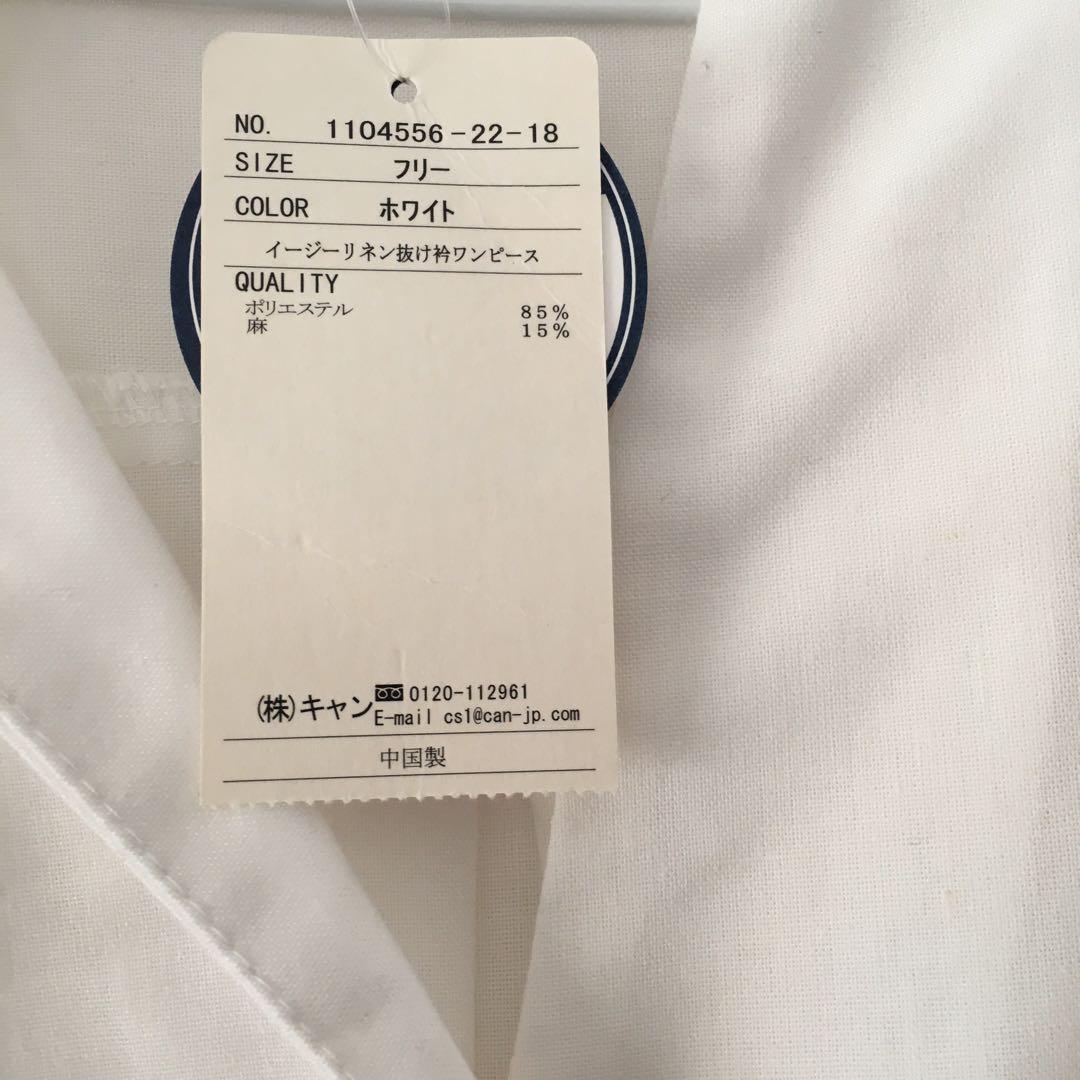 NO. 1104556-22-18
SIZE フリー
COLOR ホワイト
イージーリネン抜け衿ワンピース
QUALITY
ポリエステル 85%
麻 15%
(株)キャン 0120-112961
E-mail cs1@can-jp.com
中国製